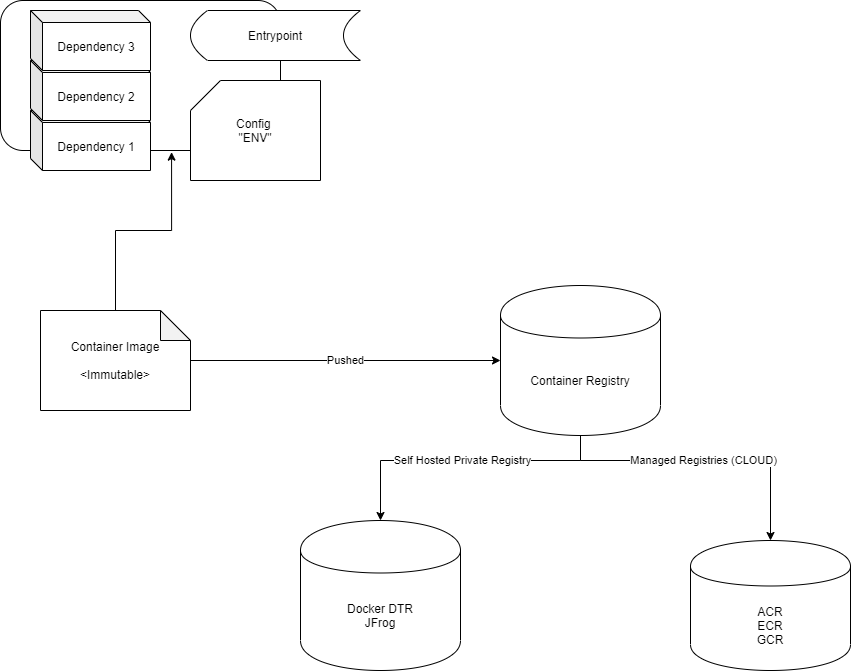 Dependency 3
Entrypoint
Dependency 2
Config
"ENV"
Dependency 1
Container Image
<Immutable>
Pushed
Container Registry
Self Hosted Private Registry
Managed Registries (CLOUD)
Docker DTR
JFrog
ACR
ECR
GCR